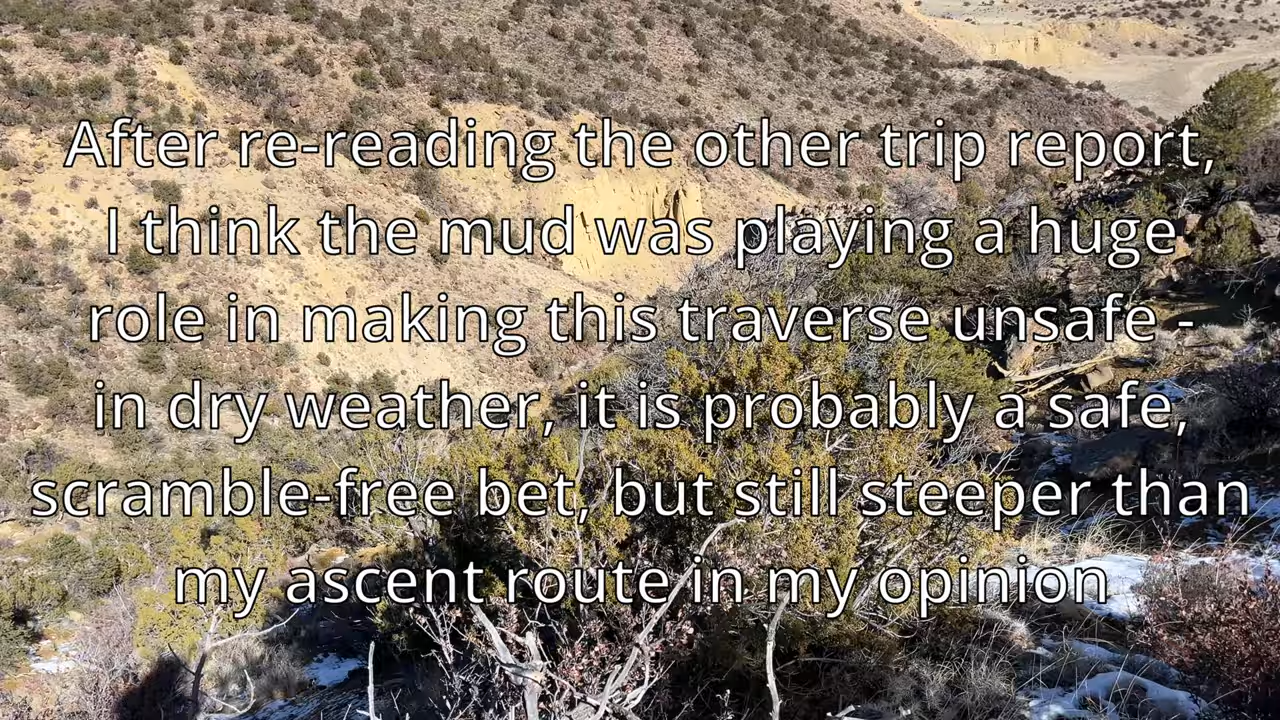 After re-reading the other trip report,
I think the mud was playing a huge
role in making this traverse unsafe -
in dry weather, it is probably a safe,
scramble-free bet, but still steeper than
my ascent route in my opinion